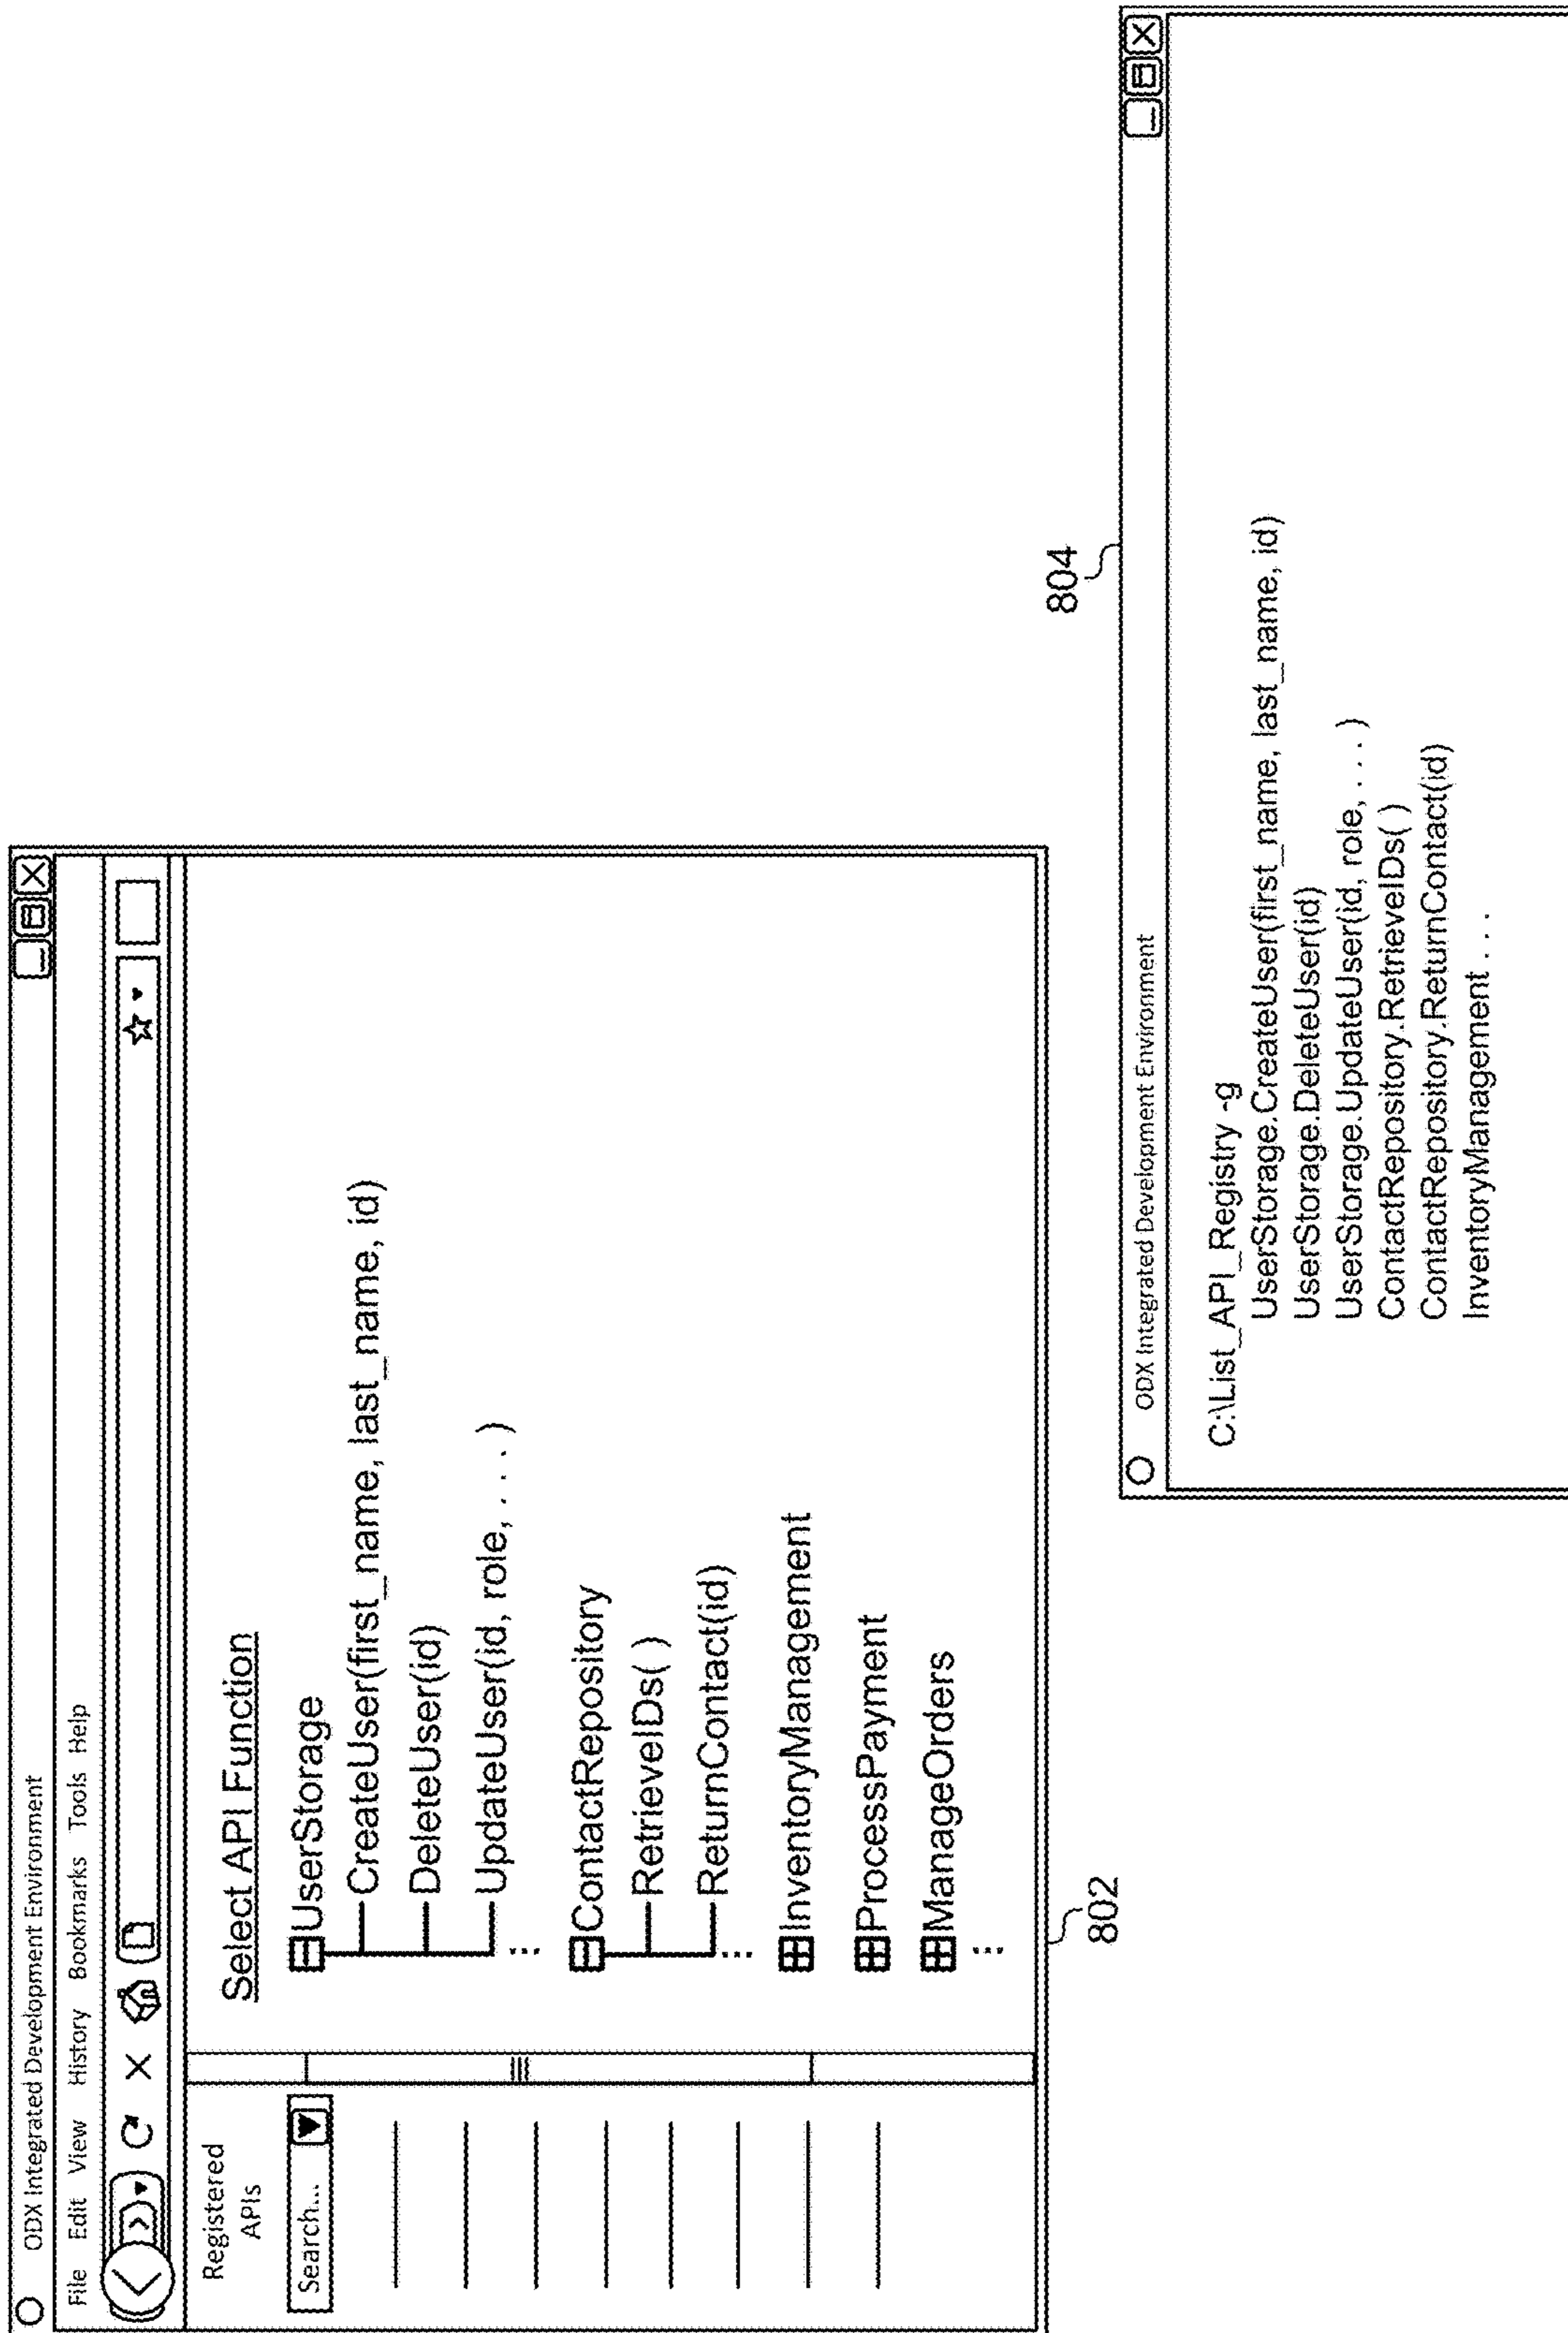 ODX Integrated Development Environment
File Edit View History Bookmarks Tools Help
Registered
APIs
Search...
Select API Function
UserStorage
CreateUser(first_name, last_name, id)
DeleteUser(id)
UpdateUser(id, role, . . . )
ContactRepository
RetrieveIDs( )
ReturnContact(id)
InventoryManagement
ProcessPayment
ManageOrders
802
804
ODX Integrated Development Environment
C:\List_API_Registry -g
UserStorage.CreateUser(first_name, last_name, id)
UserStorage.DeleteUser(id)
UserStorage.UpdateUser(id, role, . . . )
ContactRepository.RetrieveIDs( )
ContactRepository.ReturnContact(id)
InventoryManagement . . .